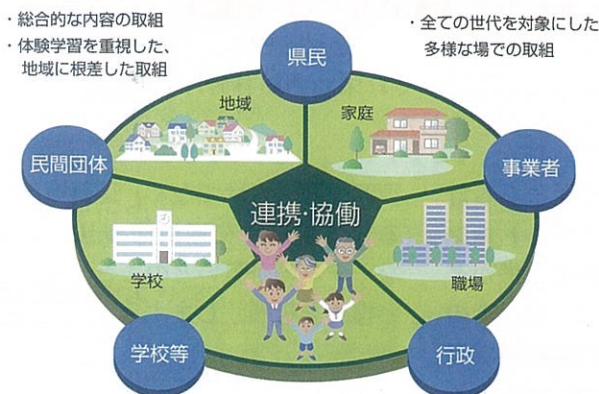 ・総合的な内容の取組
・体験学習を重視した、
地域に根差した取組
・全ての世代を対象にした
多様な場での取組
県民
地域
家庭
民間団体
事業者
連携・協働
学校
職場
学校等
行政